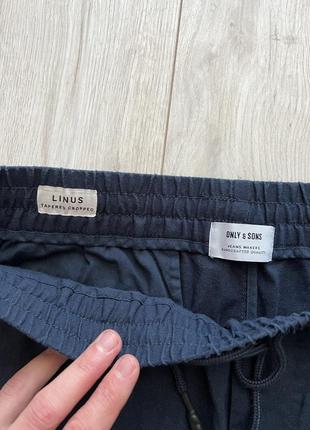 LINUS
TAPERED CROPPED
ONLY & SONS
JEANS MAKERS
HANDCRAFTED QUALITY